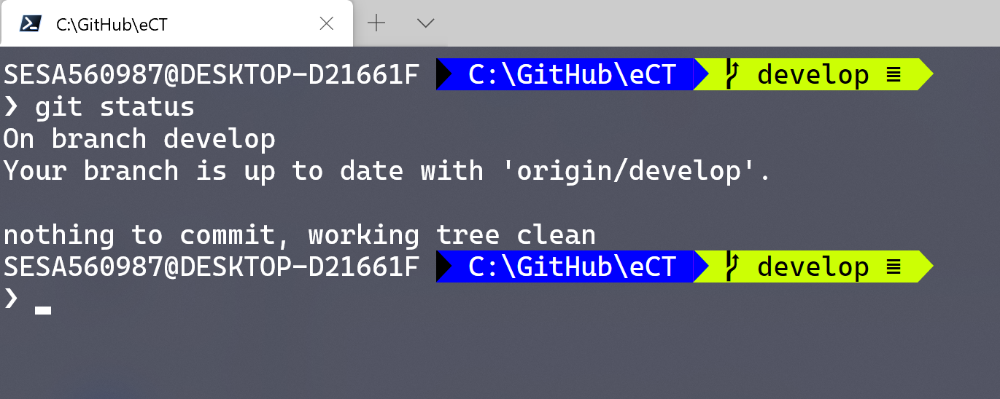 C:\GitHub\eCT
SESA560987@DESKTOP-D21661F C:\GitHub\eCT develop ≡
❯ git status
On branch develop
Your branch is up to date with 'origin/develop'.
nothing to commit, working tree clean
SESA560987@DESKTOP-D21661F C:\GitHub\eCT develop ≡
❯